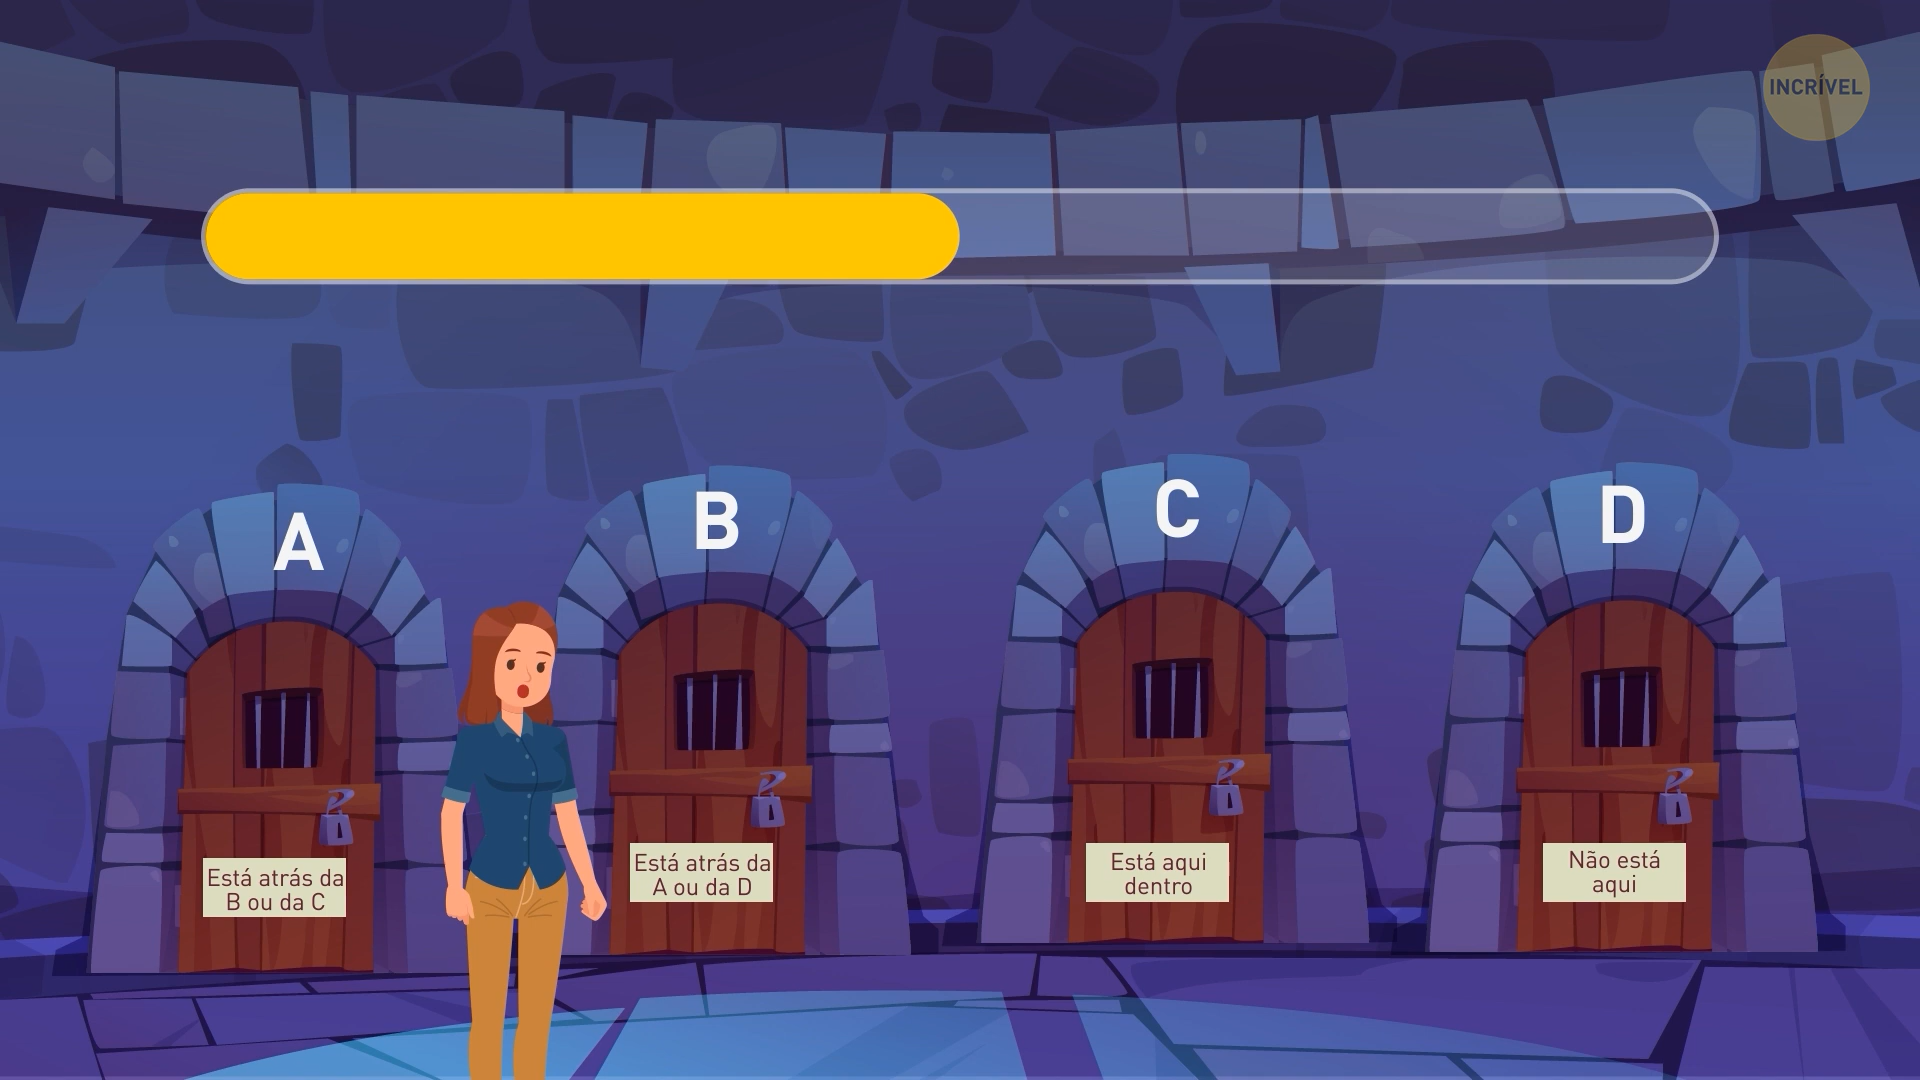 INCRÍVEL
A
B
C
D
Está atrás da
B ou da C
Está atrás da
A ou da D
Está aqui
dentro
Não está
aqui